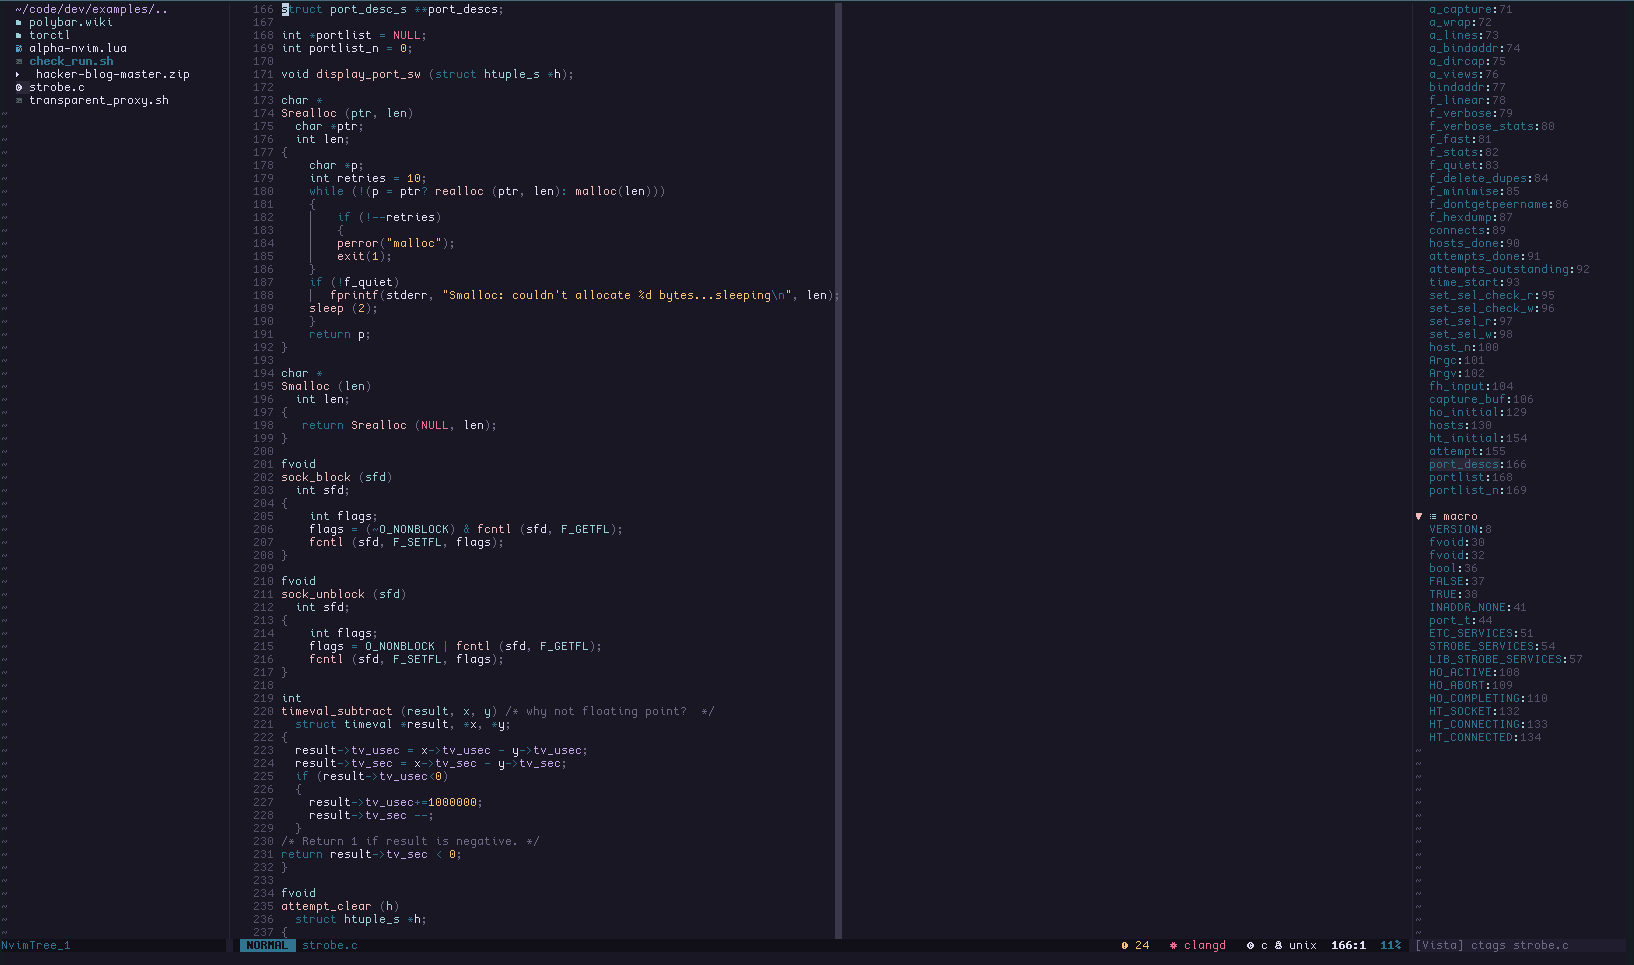 ~/code/dev/examples/..
polybar.wiki
torctl
alpha-nvim.lua
check_run.sh
hacker-blog-master.zip
strobe.c
transparent_proxy.sh
NvimTree_1
166 struct port_desc_s **port_descs;
167
168 int *portlist = NULL;
169 int portlist_n = 0;
170
171 void display_port_sw (struct htuple_s *h);
172
173 char *
174 Srealloc (ptr, len)
175   char *ptr;
176   int len;
177 {
178     char *p;
179     int retries = 10;
180     while (!(p = ptr? realloc (ptr, len): malloc(len)))
181     {
182         if (!--retries)
183         {
184         perror("malloc");
185         exit(1);
186     }
187     if (!f_quiet)
188        fprintf(stderr, "Smalloc: couldn't allocate %d bytes...sleeping\n", len);
189     sleep (2);
190     }
191     return p;
192 }
193
194 char *
195 Smalloc (len)
196   int len;
197 {
198    return Srealloc (NULL, len);
199 }
200
201 fvoid
202 sock_block (sfd)
203   int sfd;
204 {
205     int flags;
206     flags = (~O_NONBLOCK) & fcntl (sfd, F_GETFL);
207     fcntl (sfd, F_SETFL, flags);
208 }
209
210 fvoid
211 sock_unblock (sfd)
212   int sfd;
213 {
214     int flags;
215     flags = O_NONBLOCK | fcntl (sfd, F_GETFL);
216     fcntl (sfd, F_SETFL, flags);
217 }
218
219 int
220 timeval_subtract (result, x, y) /* why not floating point?  */
221   struct timeval *result, *x, *y;
222 {
223   result->tv_usec = x->tv_usec - y->tv_usec;
224   result->tv_sec = x->tv_sec - y->tv_sec;
225   if (result->tv_usec<0)
226   {
227     result->tv_usec+=1000000;
228     result->tv_sec --;
229   }
230 /* Return 1 if result is negative. */
231 return result->tv_sec < 0;
232 }
233
234 fvoid
235 attempt_clear (h)
236   struct htuple_s *h;
237 {
NORMAL strobe.c
24 clangd c unix 166:1 11%
a_capture:71
a_wrap:72
a_lines:73
a_bindaddr:74
a_dircap:75
a_views:76
bindaddr:77
f_linear:78
f_verbose:79
f_verbose_stats:80
f_fast:81
f_stats:82
f_quiet:83
f_delete_dupes:84
f_minimise:85
f_dontgetpeername:86
f_hexdump:87
connects:89
hosts_done:90
attempts_done:91
attempts_outstanding:92
time_start:93
set_sel_check_r:95
set_sel_check_w:96
set_sel_r:97
set_sel_w:98
host_n:100
Argc:101
Argv:102
fh_input:104
capture_buf:106
ho_initial:129
hosts:130
ht_initial:154
attempt:155
port_descs:166
portlist:168
portlist_n:169
macro
VERSION:8
fvoid:30
fvoid:32
bool:36
FALSE:37
TRUE:38
INADDR_NONE:41
port_t:44
ETC_SERVICES:51
STROBE_SERVICES:54
LIB_STROBE_SERVICES:57
HO_ACTIVE:108
HO_ABORT:109
HO_COMPLETING:110
HT_SOCKET:132
HT_CONNECTING:133
HT_CONNECTED:134
[Vista] ctags strobe.c